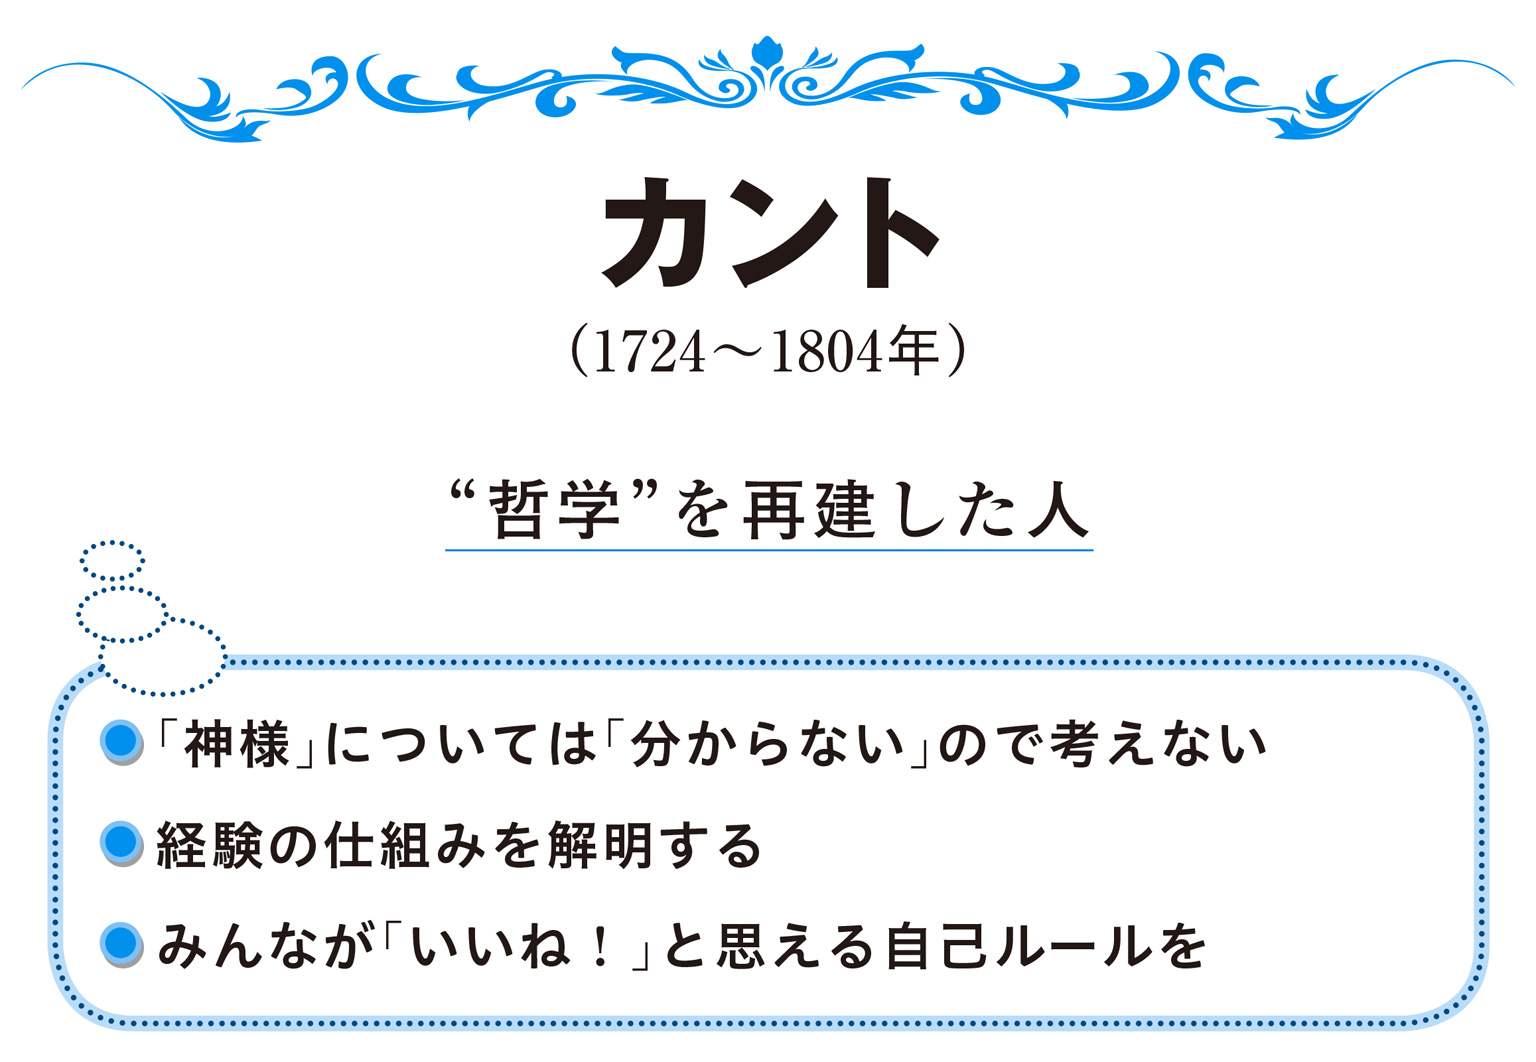 カント
（1724～1804年）
“哲学”を再建した人
「神様」については「分からない」ので考えない
経験の仕組みを解明する
みんなが「いいね！」と思える自己ルールを